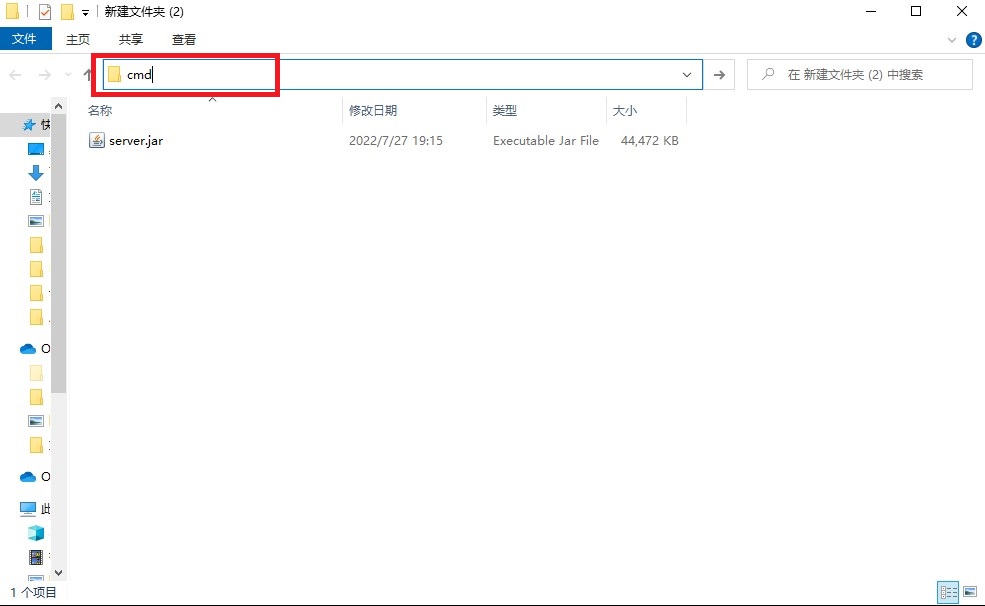 新建文件夹 (2)
文件 主页 共享 查看
cmd 在 新建文件夹 (2) 中搜索
名称 修改日期 类型 大小
server.jar 2022/7/27 19:15 Executable Jar File 44,472 KB
快
O
O
此
1 个项目